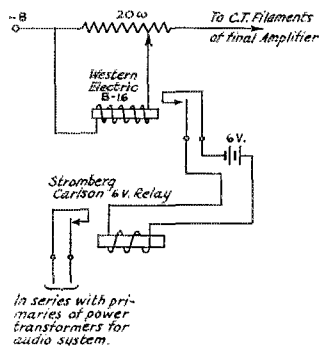 -B
20ω
To C.T. Filaments
of final Amplifier
Western
Electric
B-16
6V.
Stromberg
Carlson 6V. Relay
In series with pri-
maries of power
transformers for
audio system.